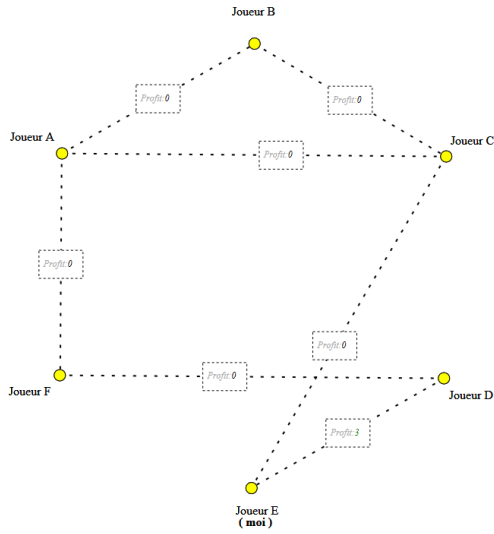 Joueur B
Profit:0
Profit:0
Joueur A
Joueur C
Profit:0
Profit:0
Profit:0
Profit:0
Joueur F
Joueur D
Profit:3
Joueur E
( moi )